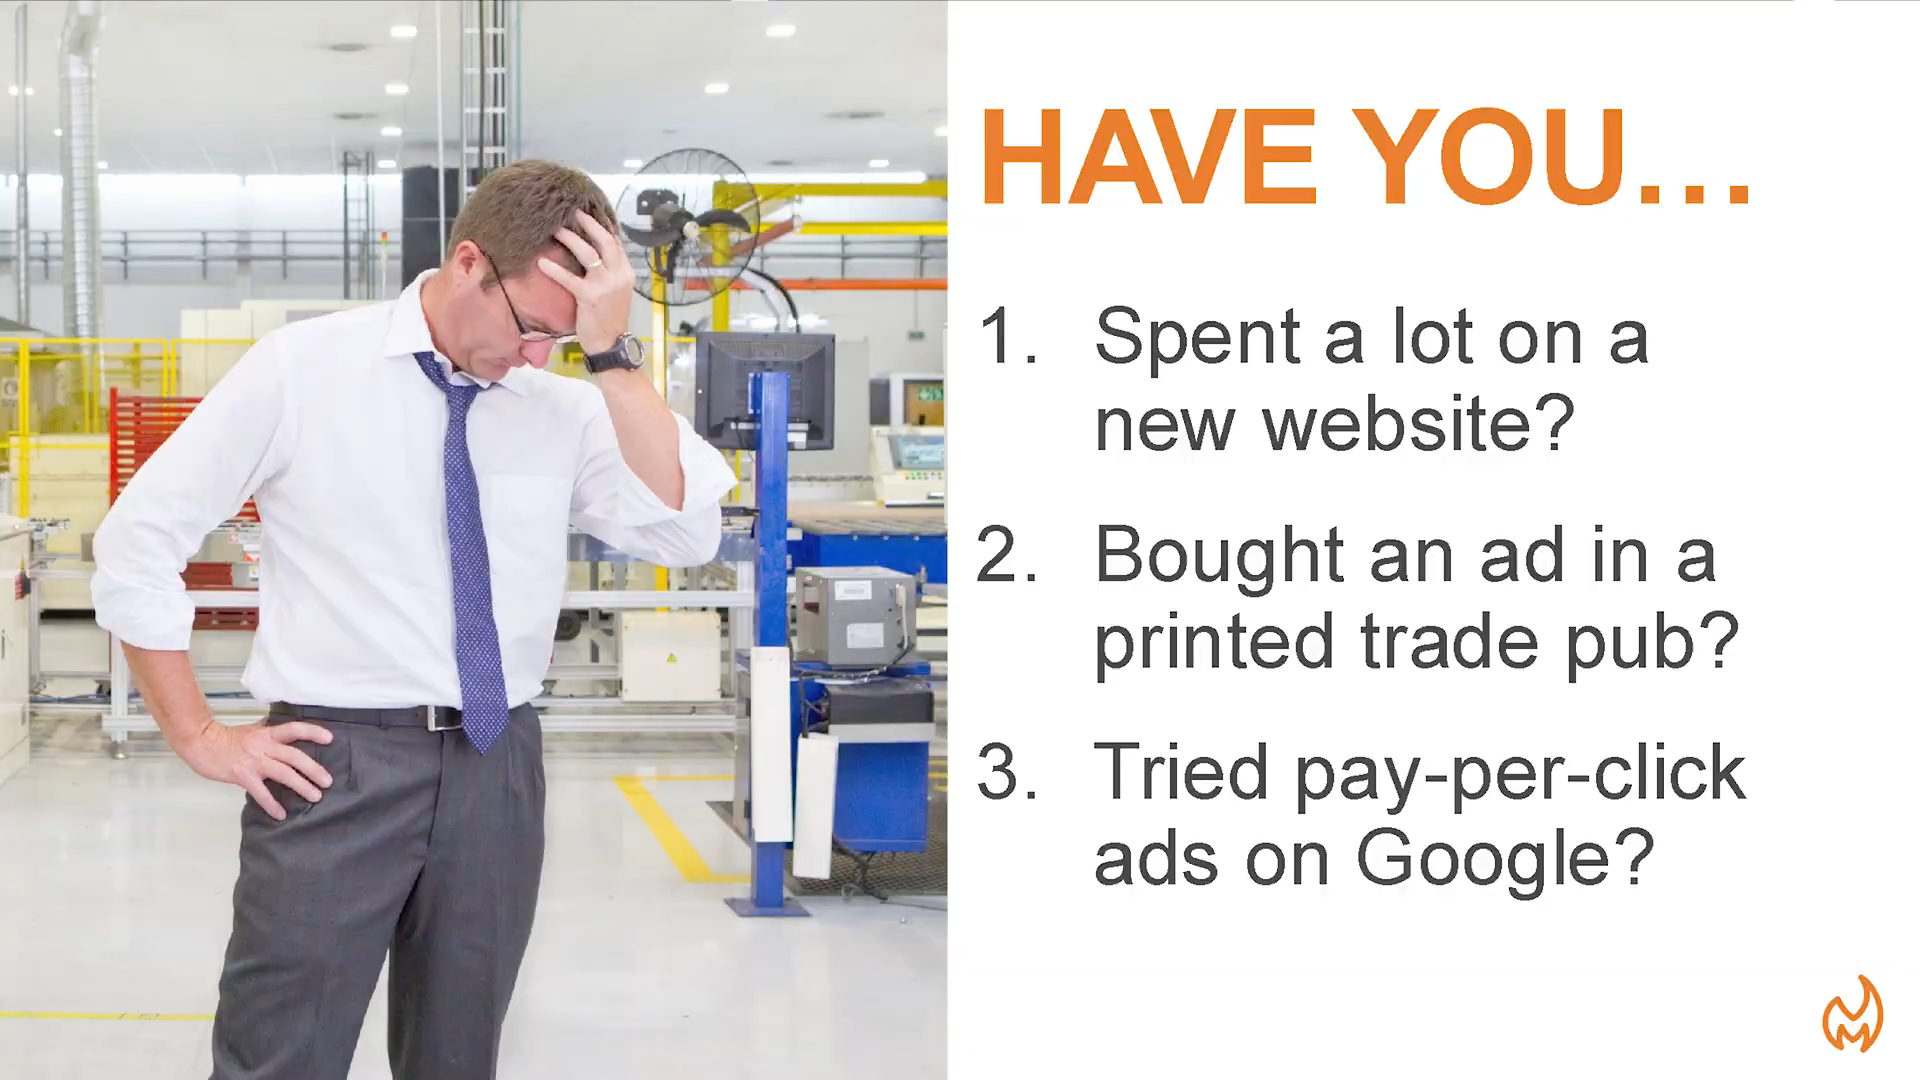 HAVE YOU…
1. Spent a lot on a
new website?
2. Bought an ad in a
printed trade pub?
3. Tried pay-per-click
ads on Google?